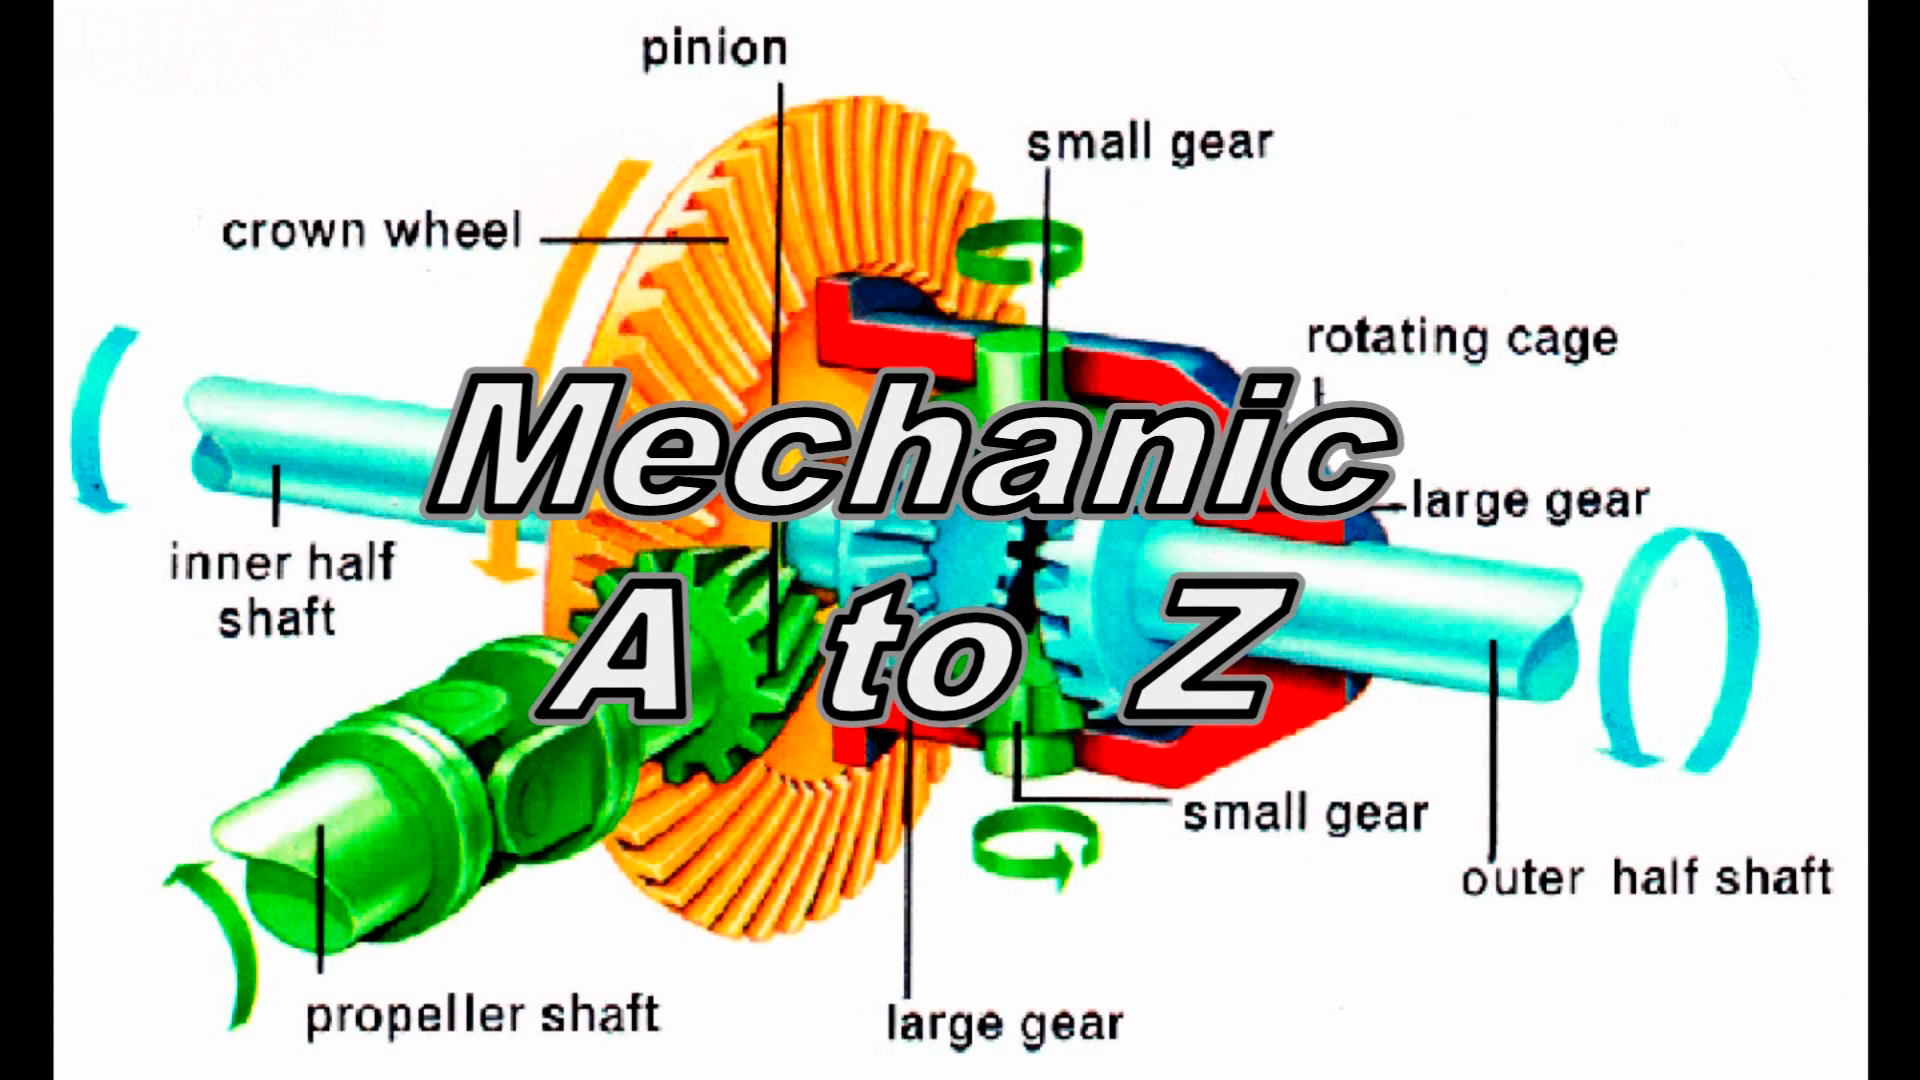 pinion
small gear
crown wheel
rotating cage
Mechanic
large gear
inner half
shaft
A to Z
small gear
outer half shaft
propeller shaft
large gear